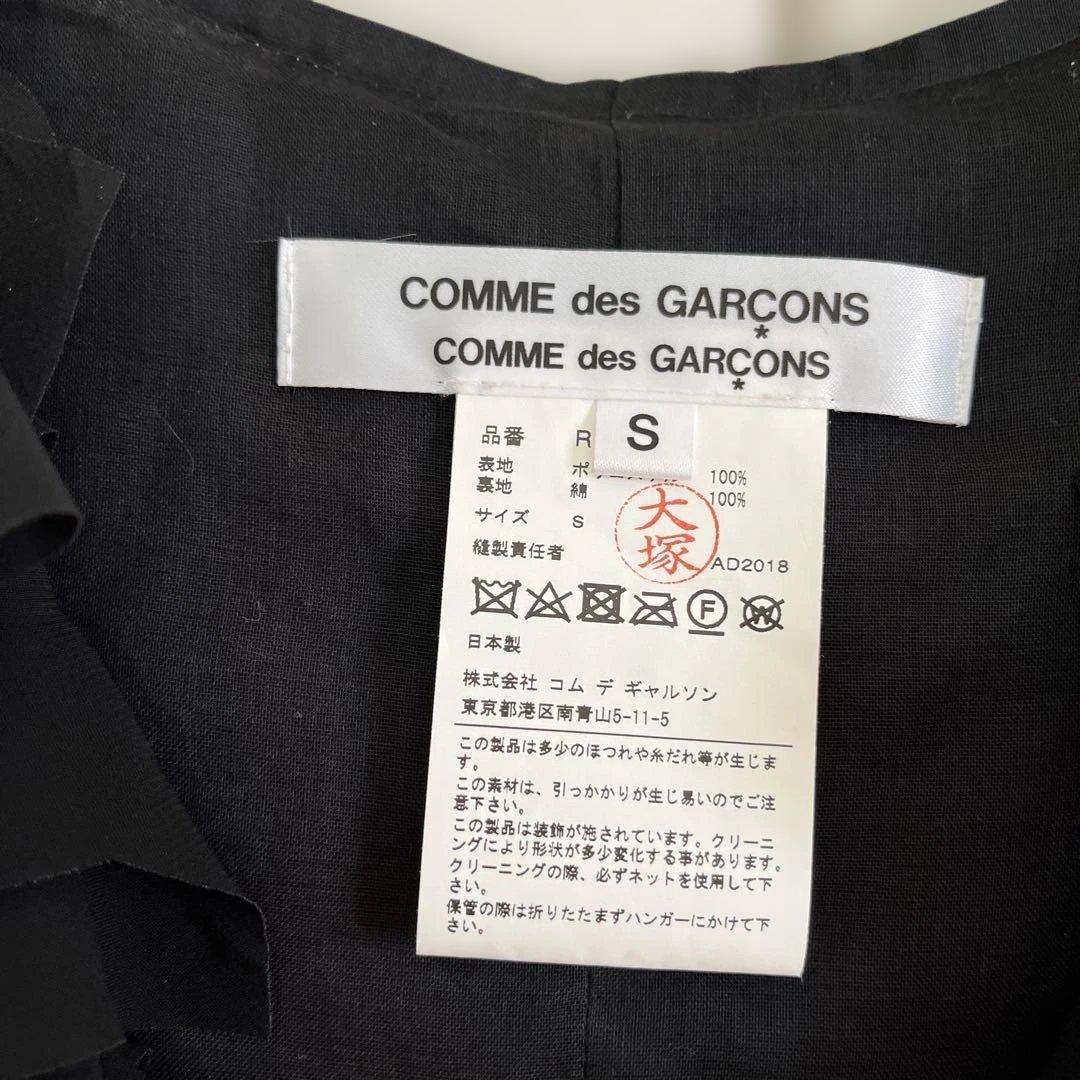 COMME des GARÇONS
*
COMME des GARÇONS
*
S
品番 R
表地 ポ 100%
裏地 綿 100%
サイズ S
大塚
縫製責任者 AD2018
F W
日本製
株式会社 コム デ ギャルソン
東京都港区南青山5-11-5
この製品は多少のほつれや糸だれ等が生じま
す。
この素材は、引っかかりが生じ易いのでご注
意下さい。
この製品は装飾が施されています。クリーニ
ングにより形状が多少変化する事があります。
クリーニングの際、必ずネットを使用して下
さい。
保管の際は折りたたまずハンガーにかけて下
さい。